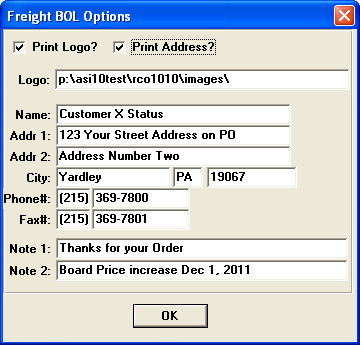 Freight BOL Options
Print Logo? Print Address?
Logo: p:\asi10test\rco1010\images\
Name: Customer X Status
Addr 1: 123 Your Street Address on PO
Addr 2: Address Number Two
City: Yardley PA 19067
Phone#: (215) 369-7800
Fax#: (215) 369-7801
Note 1: Thanks for your Order
Note 2: Board Price increase Dec 1, 2011
OK